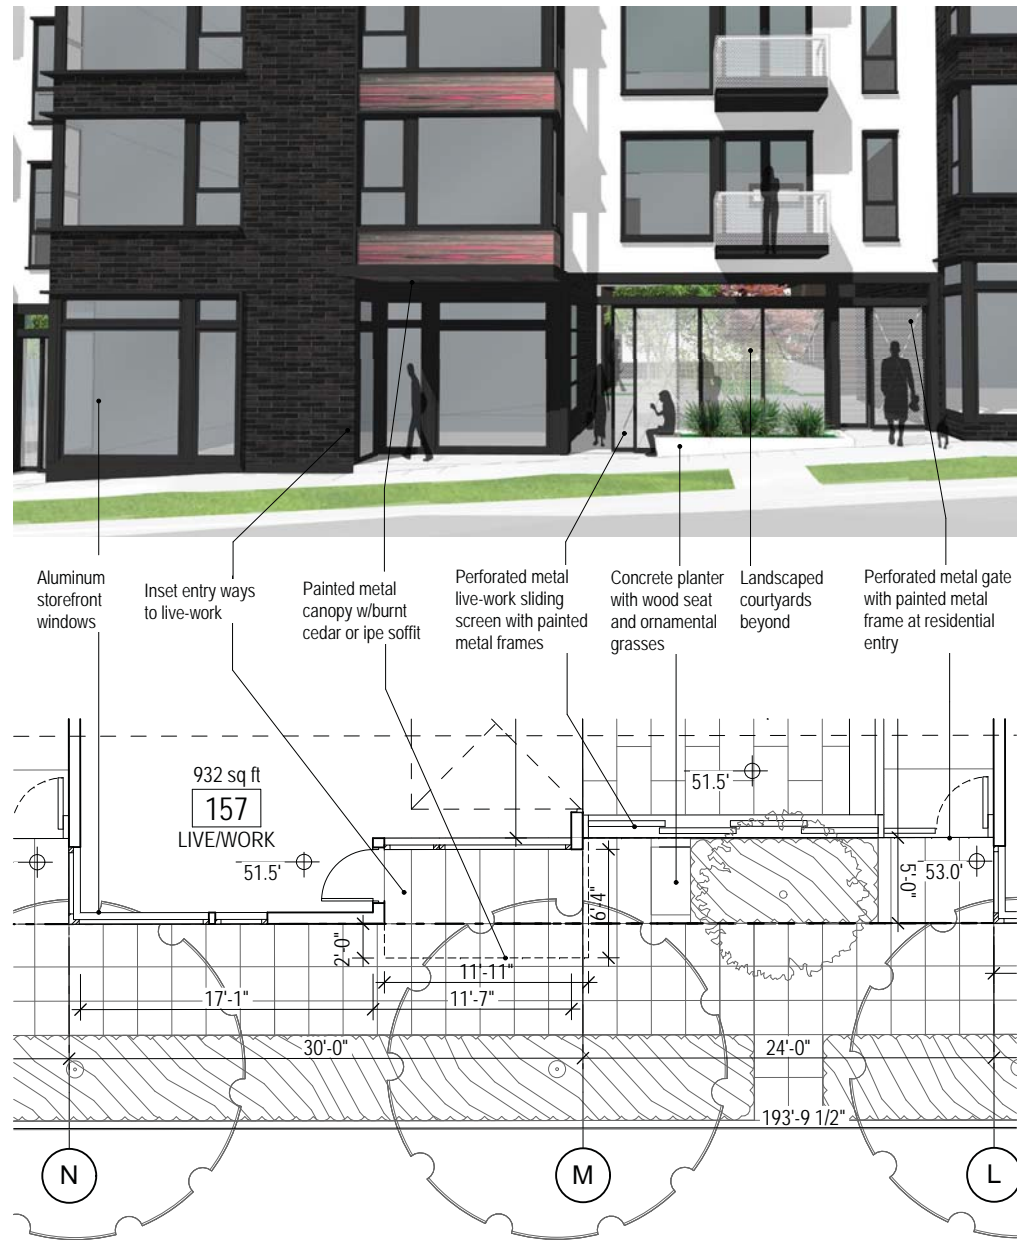 Aluminum
storefront
windows
Inset entry ways
to live-work
Painted metal
canopy w/burnt
cedar or ipe soffit
Perforated metal
live-work sliding
screen with painted
metal frames
Concrete planter
with wood seat
and ornamental
grasses
Landscaped
courtyards
beyond
Perforated metal gate
with painted metal
frame at residential
entry
932 sq ft
157
LIVE/WORK
51.5'
51.5'
53.0'
5'-0"
6'-4"
2'-0"
11'-11"
17'-1"
11'-7"
30'-0"
24'-0"
193'-9 1/2"
N
M
L